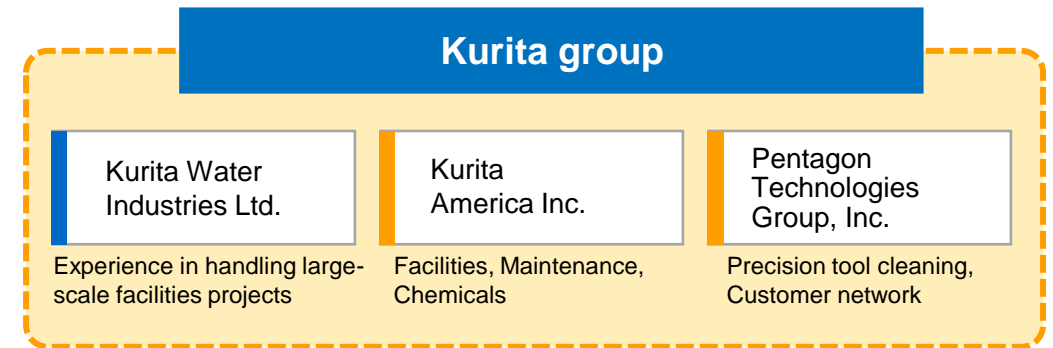 Kurita group
Kurita Water
Industries Ltd.
Experience in handling large-
scale facilities projects
Kurita
America Inc.
Facilities, Maintenance,
Chemicals
Pentagon
Technologies
Group, Inc.
Precision tool cleaning,
Customer network